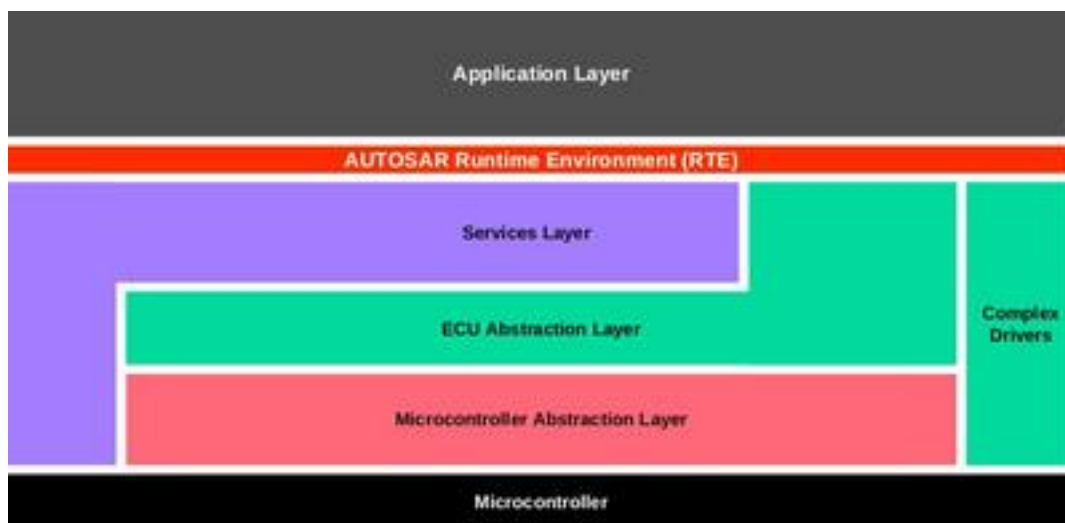 Application Layer
AUTOSAR Runtime Environment (RTE)
Services Layer
ECU Abstraction Layer
Complex
Drivers
Microcontroller Abstraction Layer
Microcontroller